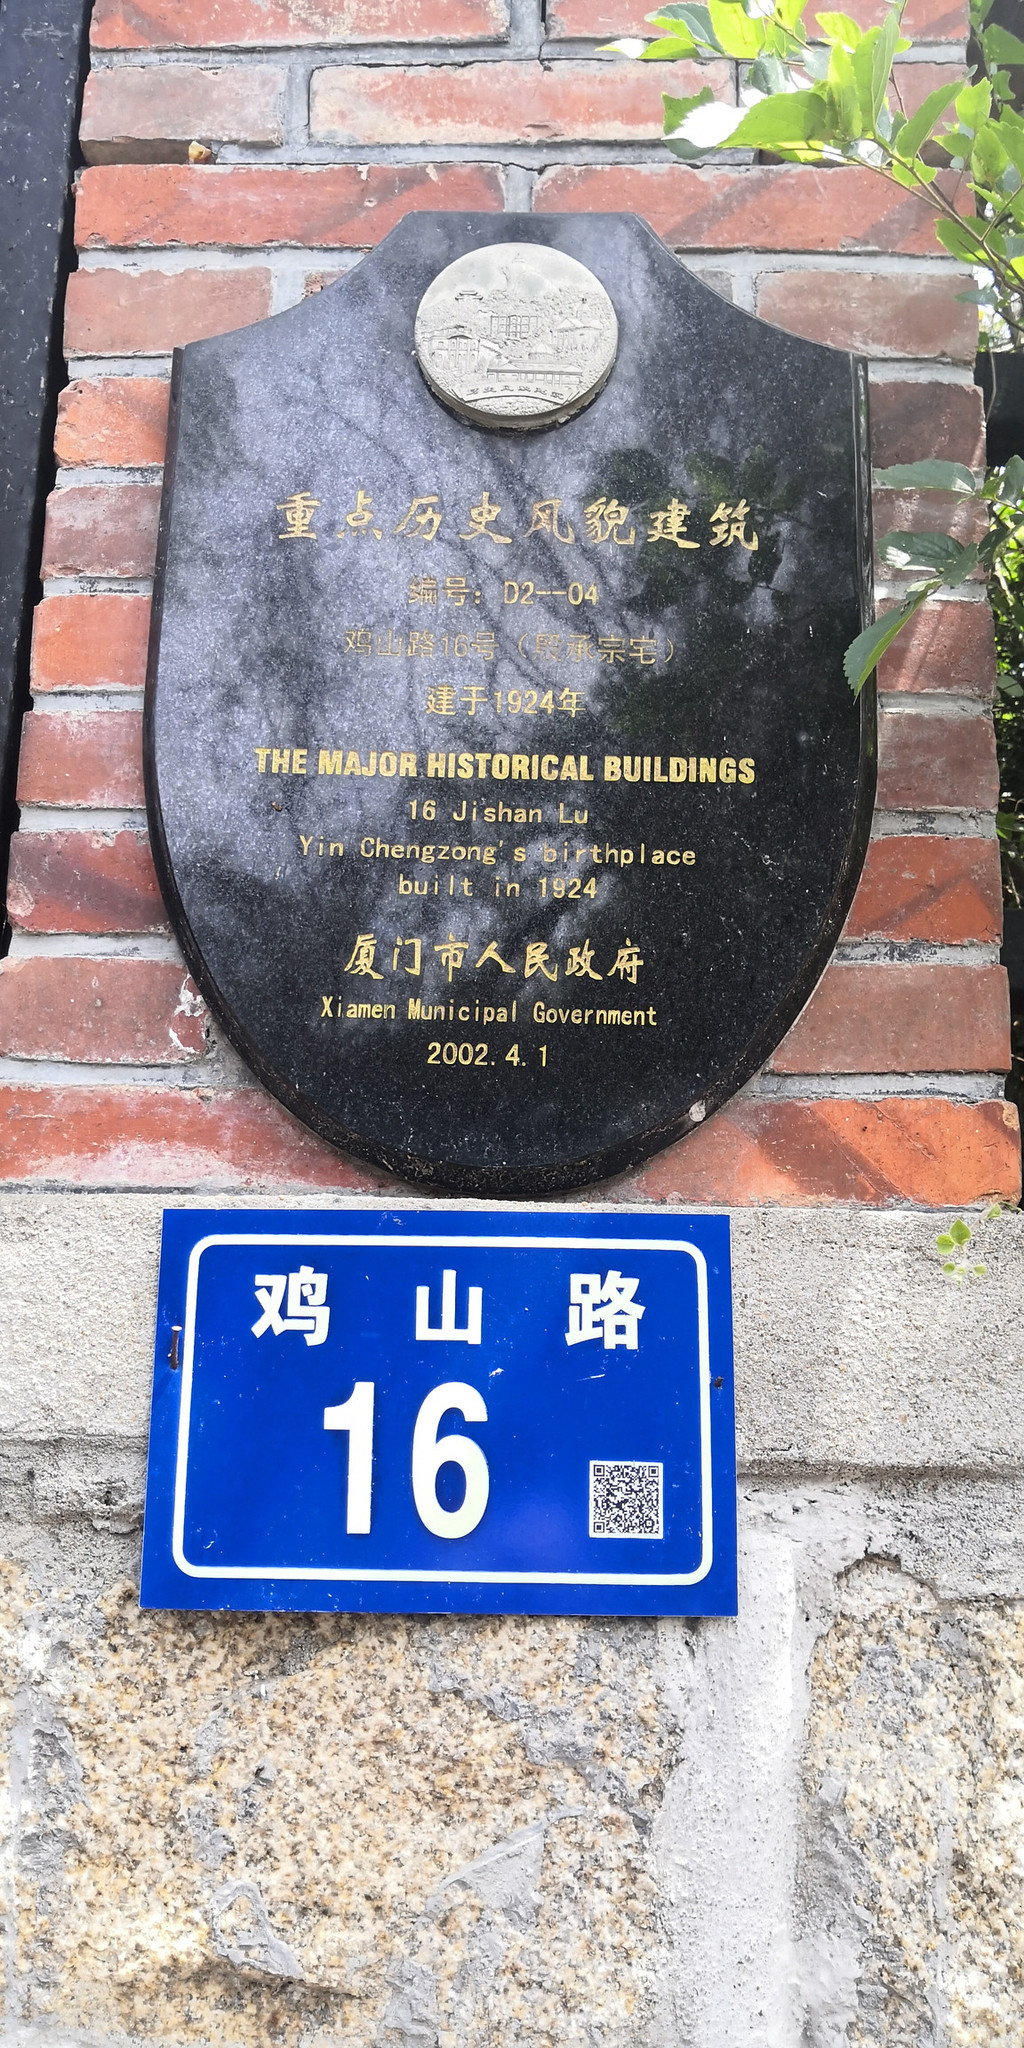 重点历史风貌建筑
编号：D2--04
鸡山路16号（殷承宗宅）
建于1924年
THE MAJOR HISTORICAL BUILDINGS
16 Jishan Lu
Yin Chengzong's birthplace
built in 1924
厦门市人民政府
Xiamen Municipal Government
2002.4.1
鸡山路
16